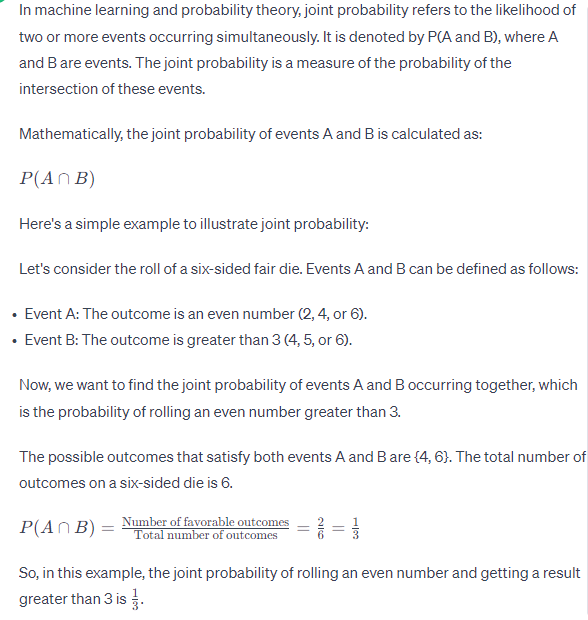 In machine learning and probability theory, joint probability refers to the likelihood of
two or more events occurring simultaneously. It is denoted by P(A and B), where A
and B are events. The joint probability is a measure of the probability of the
intersection of these events.
Mathematically, the joint probability of events A and B is calculated as:
P(A ∩ B)
Here's a simple example to illustrate joint probability:
Let's consider the roll of a six-sided fair die. Events A and B can be defined as follows:
• Event A: The outcome is an even number (2, 4, or 6).
• Event B: The outcome is greater than 3 (4, 5, or 6).
Now, we want to find the joint probability of events A and B occurring together, which
is the probability of rolling an even number greater than 3.
The possible outcomes that satisfy both events A and B are {4, 6}. The total number of
outcomes on a six-sided die is 6.
P(A ∩ B) = Number of favorable outcomes / Total number of outcomes = 2/6 = 1/3
So, in this example, the joint probability of rolling an even number and getting a result
greater than 3 is 1/3.